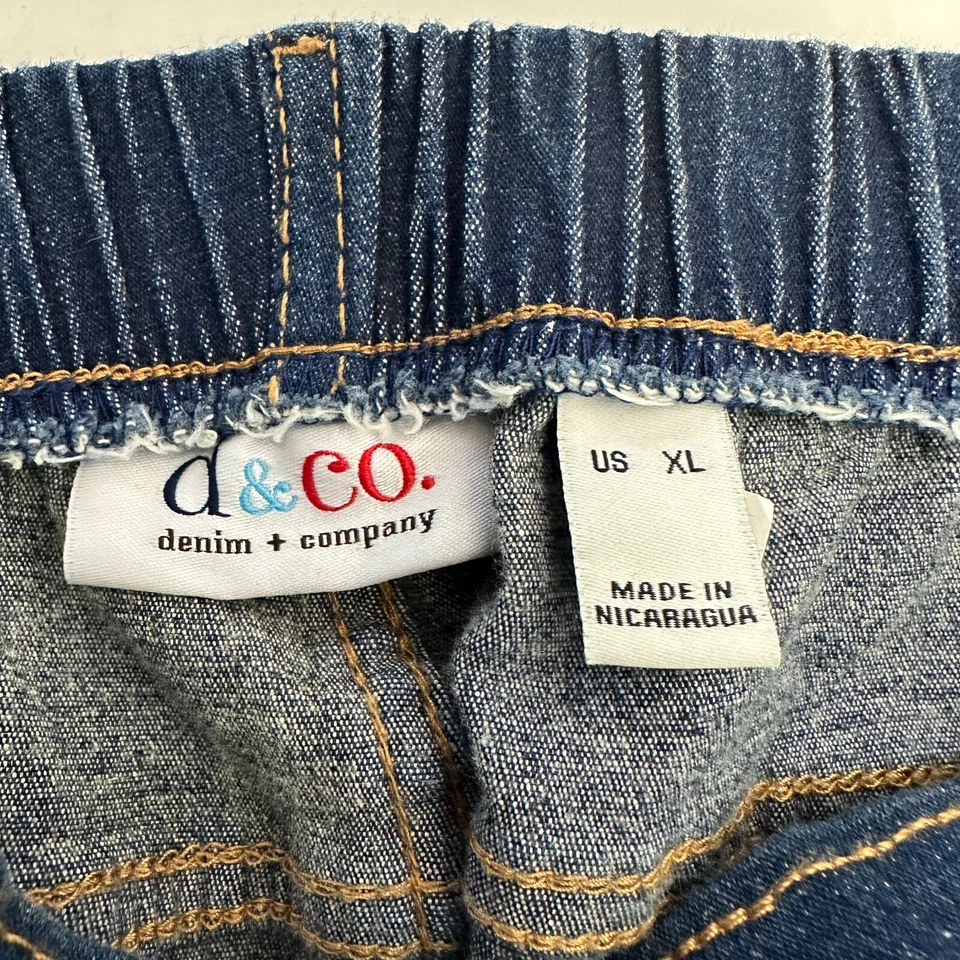 d&co.
denim + company
US XL
MADE IN
NICARAGUA